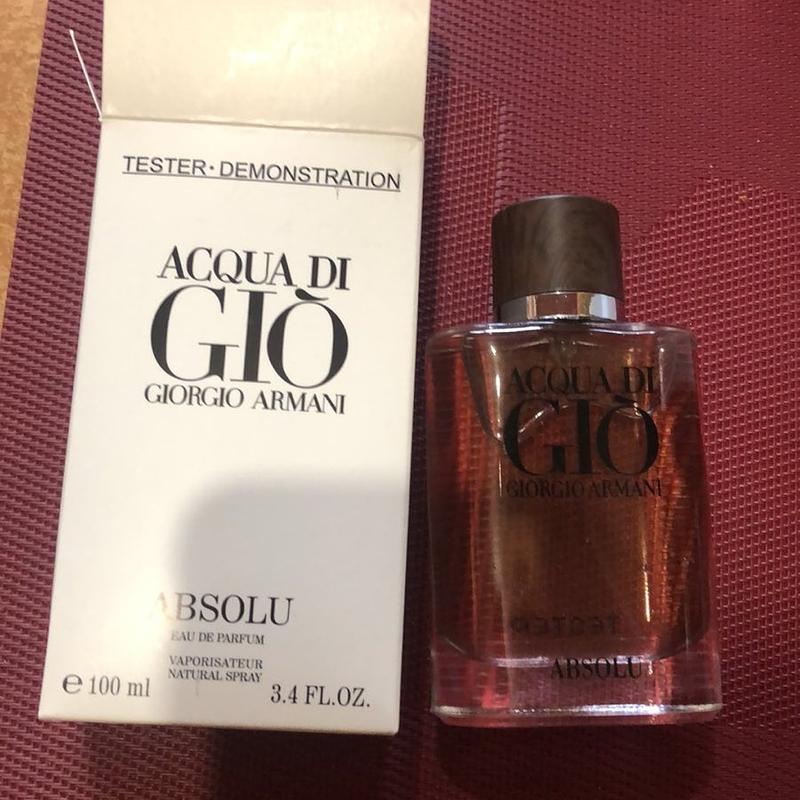 TESTER·DEMONSTRATION
ACQUA DI
GIÒ
GIORGIO ARMANI
ABSOLU
EAU DE PARFUM
VAPORISATEUR
NATURAL SPRAY
e 100 ml
3.4 FL.OZ.
ACQUA DI
GIÒ
GIORGIO ARMANI
TESTER
ABSOLU